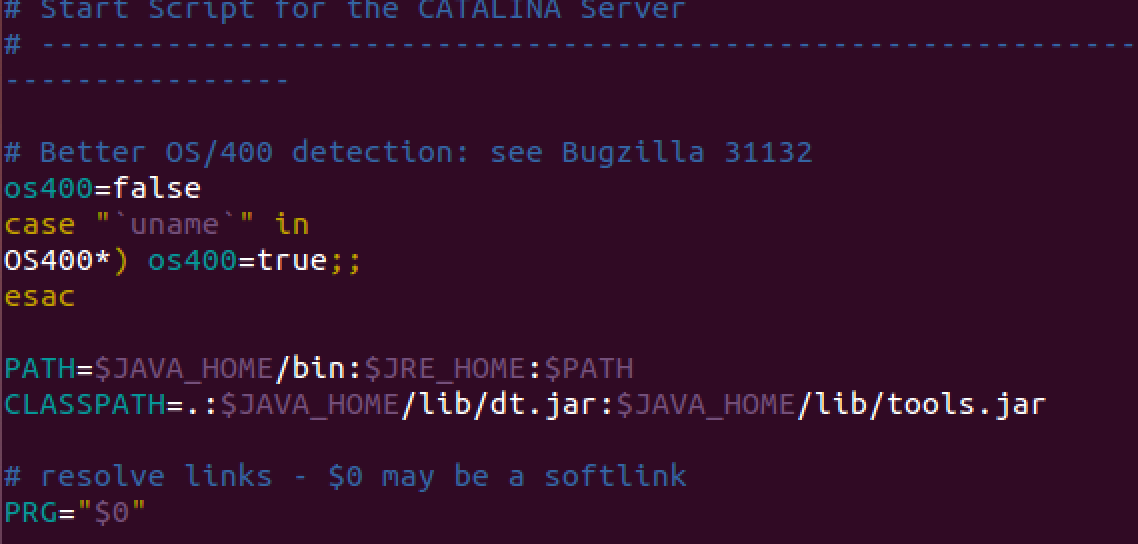 # Start Script for the CATALINA Server
# -------------------------------------------------------------
----------------
# Better OS/400 detection: see Bugzilla 31132
os400=false
case "`uname`" in
OS400*) os400=true;;
esac
PATH=$JAVA_HOME/bin:$JRE_HOME:$PATH
CLASSPATH=.:$JAVA_HOME/lib/dt.jar:$JAVA_HOME/lib/tools.jar
# resolve links - $0 may be a softlink
PRG="$0"